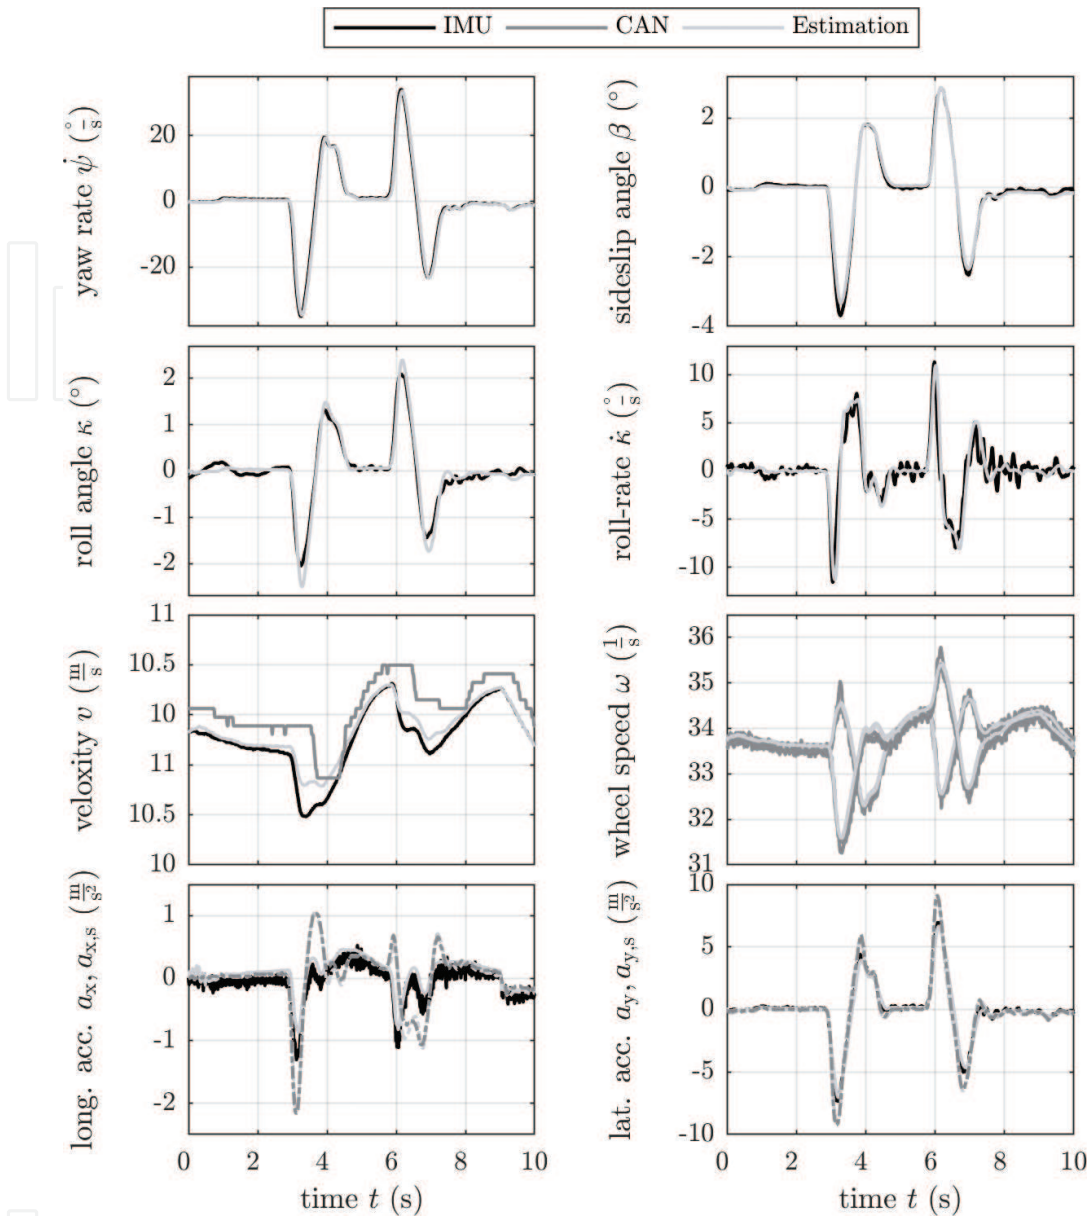 IMU CAN Estimation
yaw rate ψ̇ (°/s)
20
0
-20
sideslip angle β (°)
2
0
-2
-4
roll angle κ (°)
2
1
0
-1
-2
roll-rate κ̇ (°/s)
10
5
0
-5
-10
veloxity v (m/s)
11
10.5
10
11
10.5
10
wheel speed ω (1/s)
36
35
34
33
32
31
long. acc. aₓ, aₓ,ₛ (m/s²)
1
0
-1
-2
0 2 4 6 8 10
time t (s)
lat. acc. a_y, a_y,s (m/s²)
10
5
0
-5
-10
0 2 4 6 8 10
time t (s)